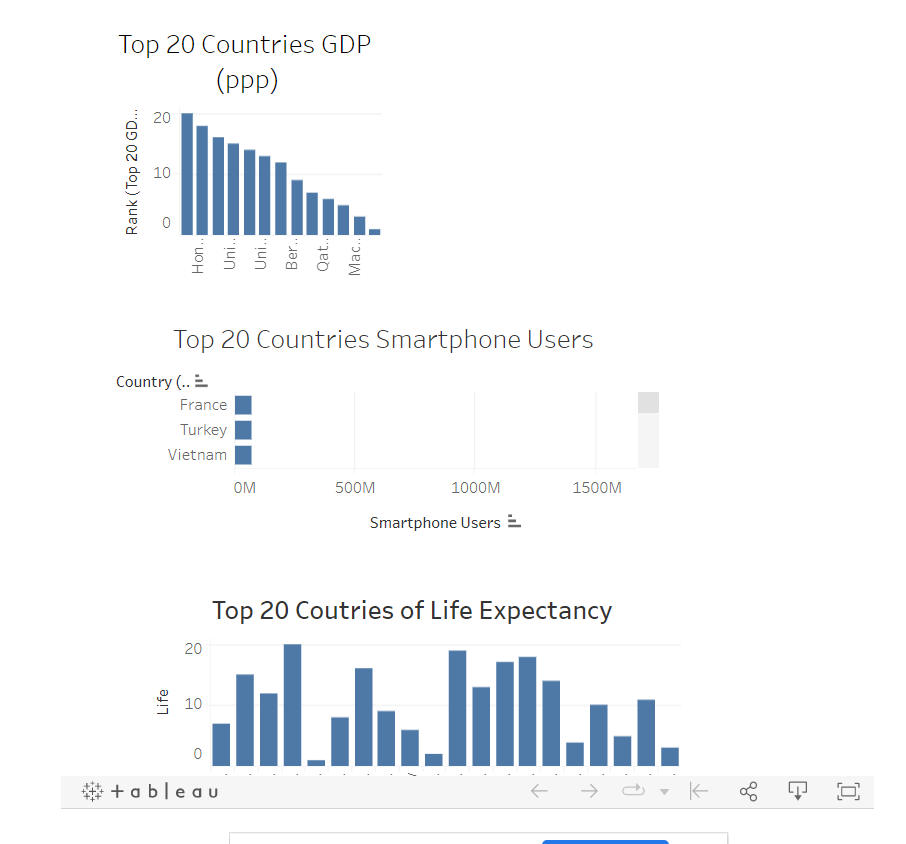 Top 20 Countries GDP
(ppp)
Rank (Top 20 GD...
20
10
0
Hon..
Uni..
Uni..
Ber..
Qat..
Mac..
Top 20 Countries Smartphone Users
Country (..
France
Turkey
Vietnam
0M 500M 1000M 1500M
Smartphone Users
Top 20 Coutries of Life Expectancy
Life
20
10
0
+ableau